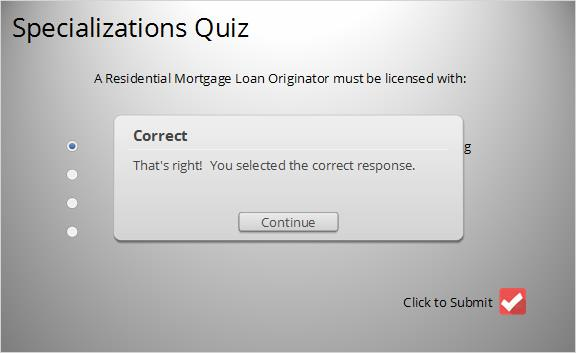 Specializations Quiz
A Residential Mortgage Loan Originator must be licensed with:
g
Correct
That's right!  You selected the correct response.
Continue
Click to Submit